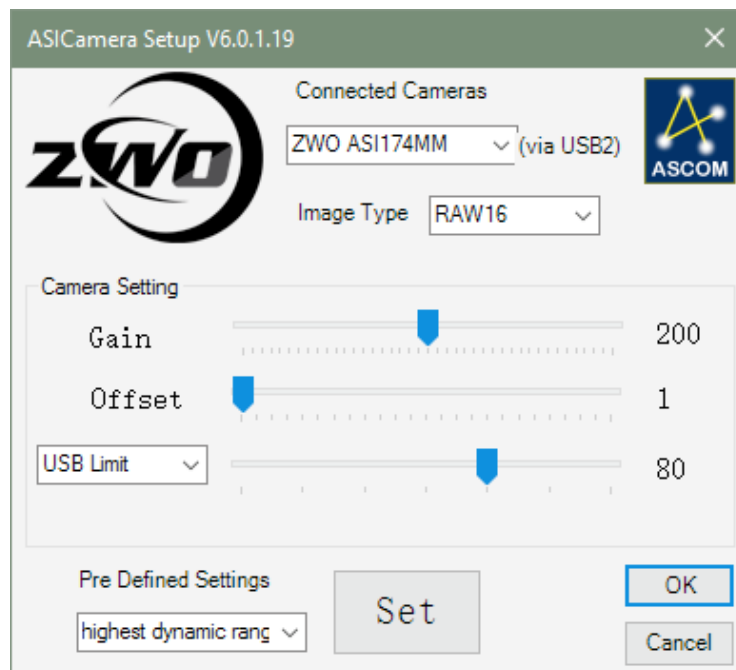 ASICamera Setup V6.0.1.19
ZWO
Connected Cameras
ZWO ASI174MM (via USB2)
ASCOM
Image Type RAW16
Camera Setting
Gain 200
Offset 1
USB Limit 80
Pre Defined Settings
highest dynamic rang
Set
OK
Cancel